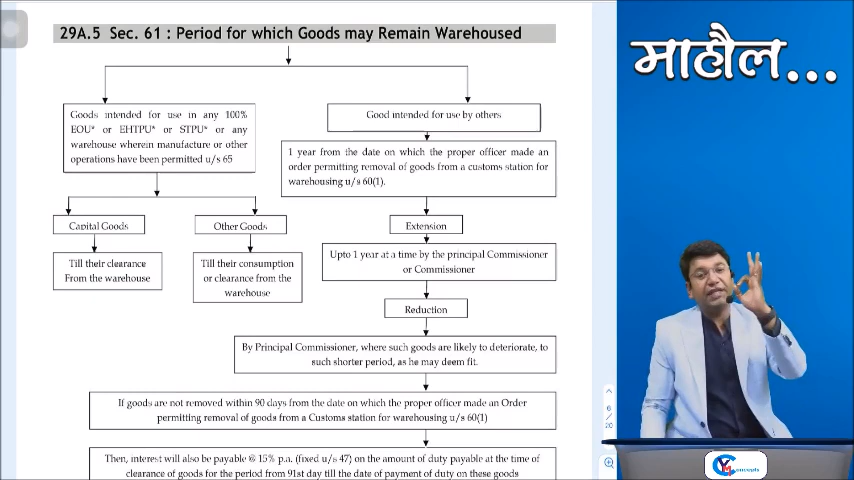 29A.5 Sec. 61 : Period for which Goods may Remain Warehoused
Goods intended for use in any 100%
EOU* or EHTPU* or STPU* or any
warehouse wherein manufacture or other
operations have been permitted u/s 65
Good intended for use by others
1 year from the date on which the proper officer made an
order permitting removal of goods from a customs station for
warehousing u/s 60(1).
Capital Goods
Other Goods
Extension
Till their clearance
From the warehouse
Till their consumption
or clearance from the
warehouse
Upto 1 year at a time by the principal Commissioner
or Commissioner
Reduction
By Principal Commissioner, where such goods are likely to deteriorate, to
such shorter period, as he may deem fit.
If goods are not removed within 90 days from the date on which the proper officer made an Order
permitting removal of goods from a Customs station for warehousing u/s 60(1)
Then, interest will also be payable @ 15% p.a. (fixed u/s 47) on the amount of duty payable at the time of
clearance of goods for the period from 91st day till the date of payment of duty on these goods
6
/
20
माहौल...